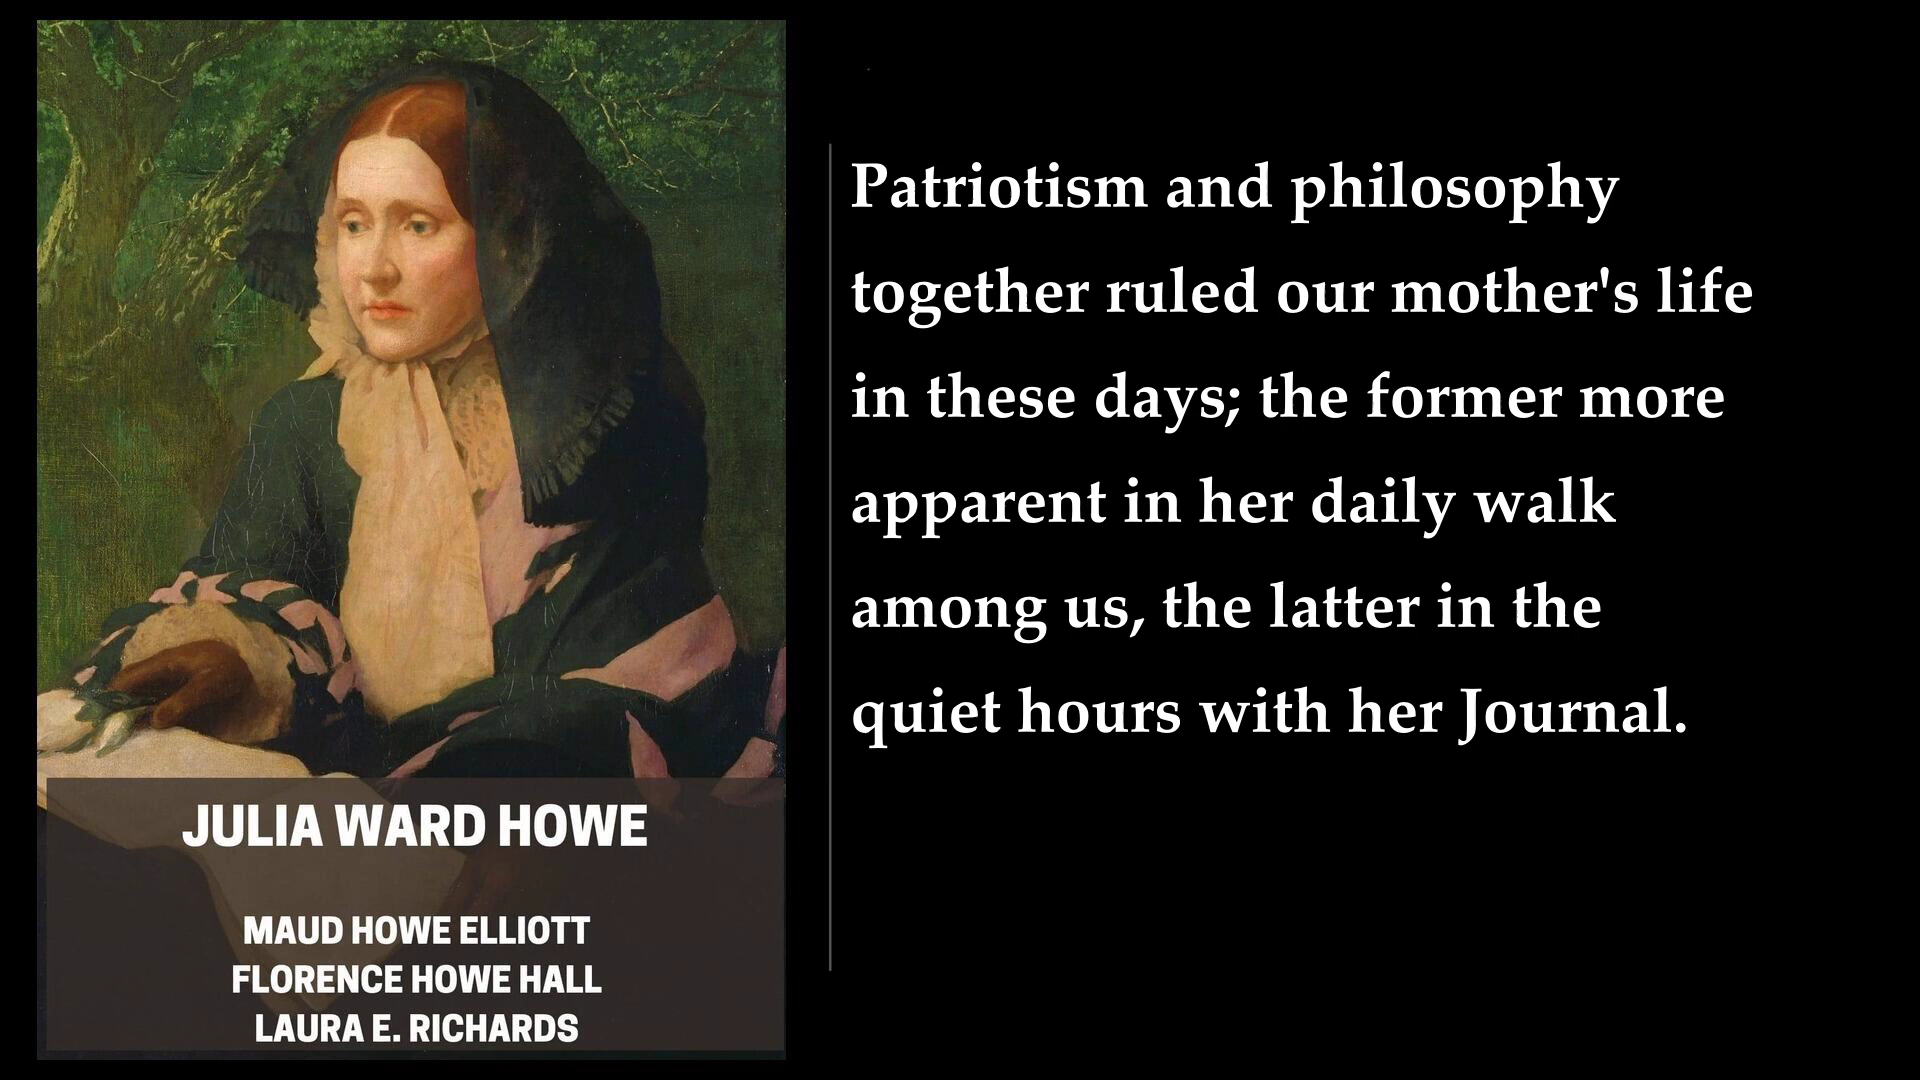 JULIA WARD HOWE
MAUD HOWE ELLIOTT
FLORENCE HOWE HALL
LAURA E. RICHARDS
Patriotism and philosophy
together ruled our mother's life
in these days; the former more
apparent in her daily walk
among us, the latter in the
quiet hours with her Journal.